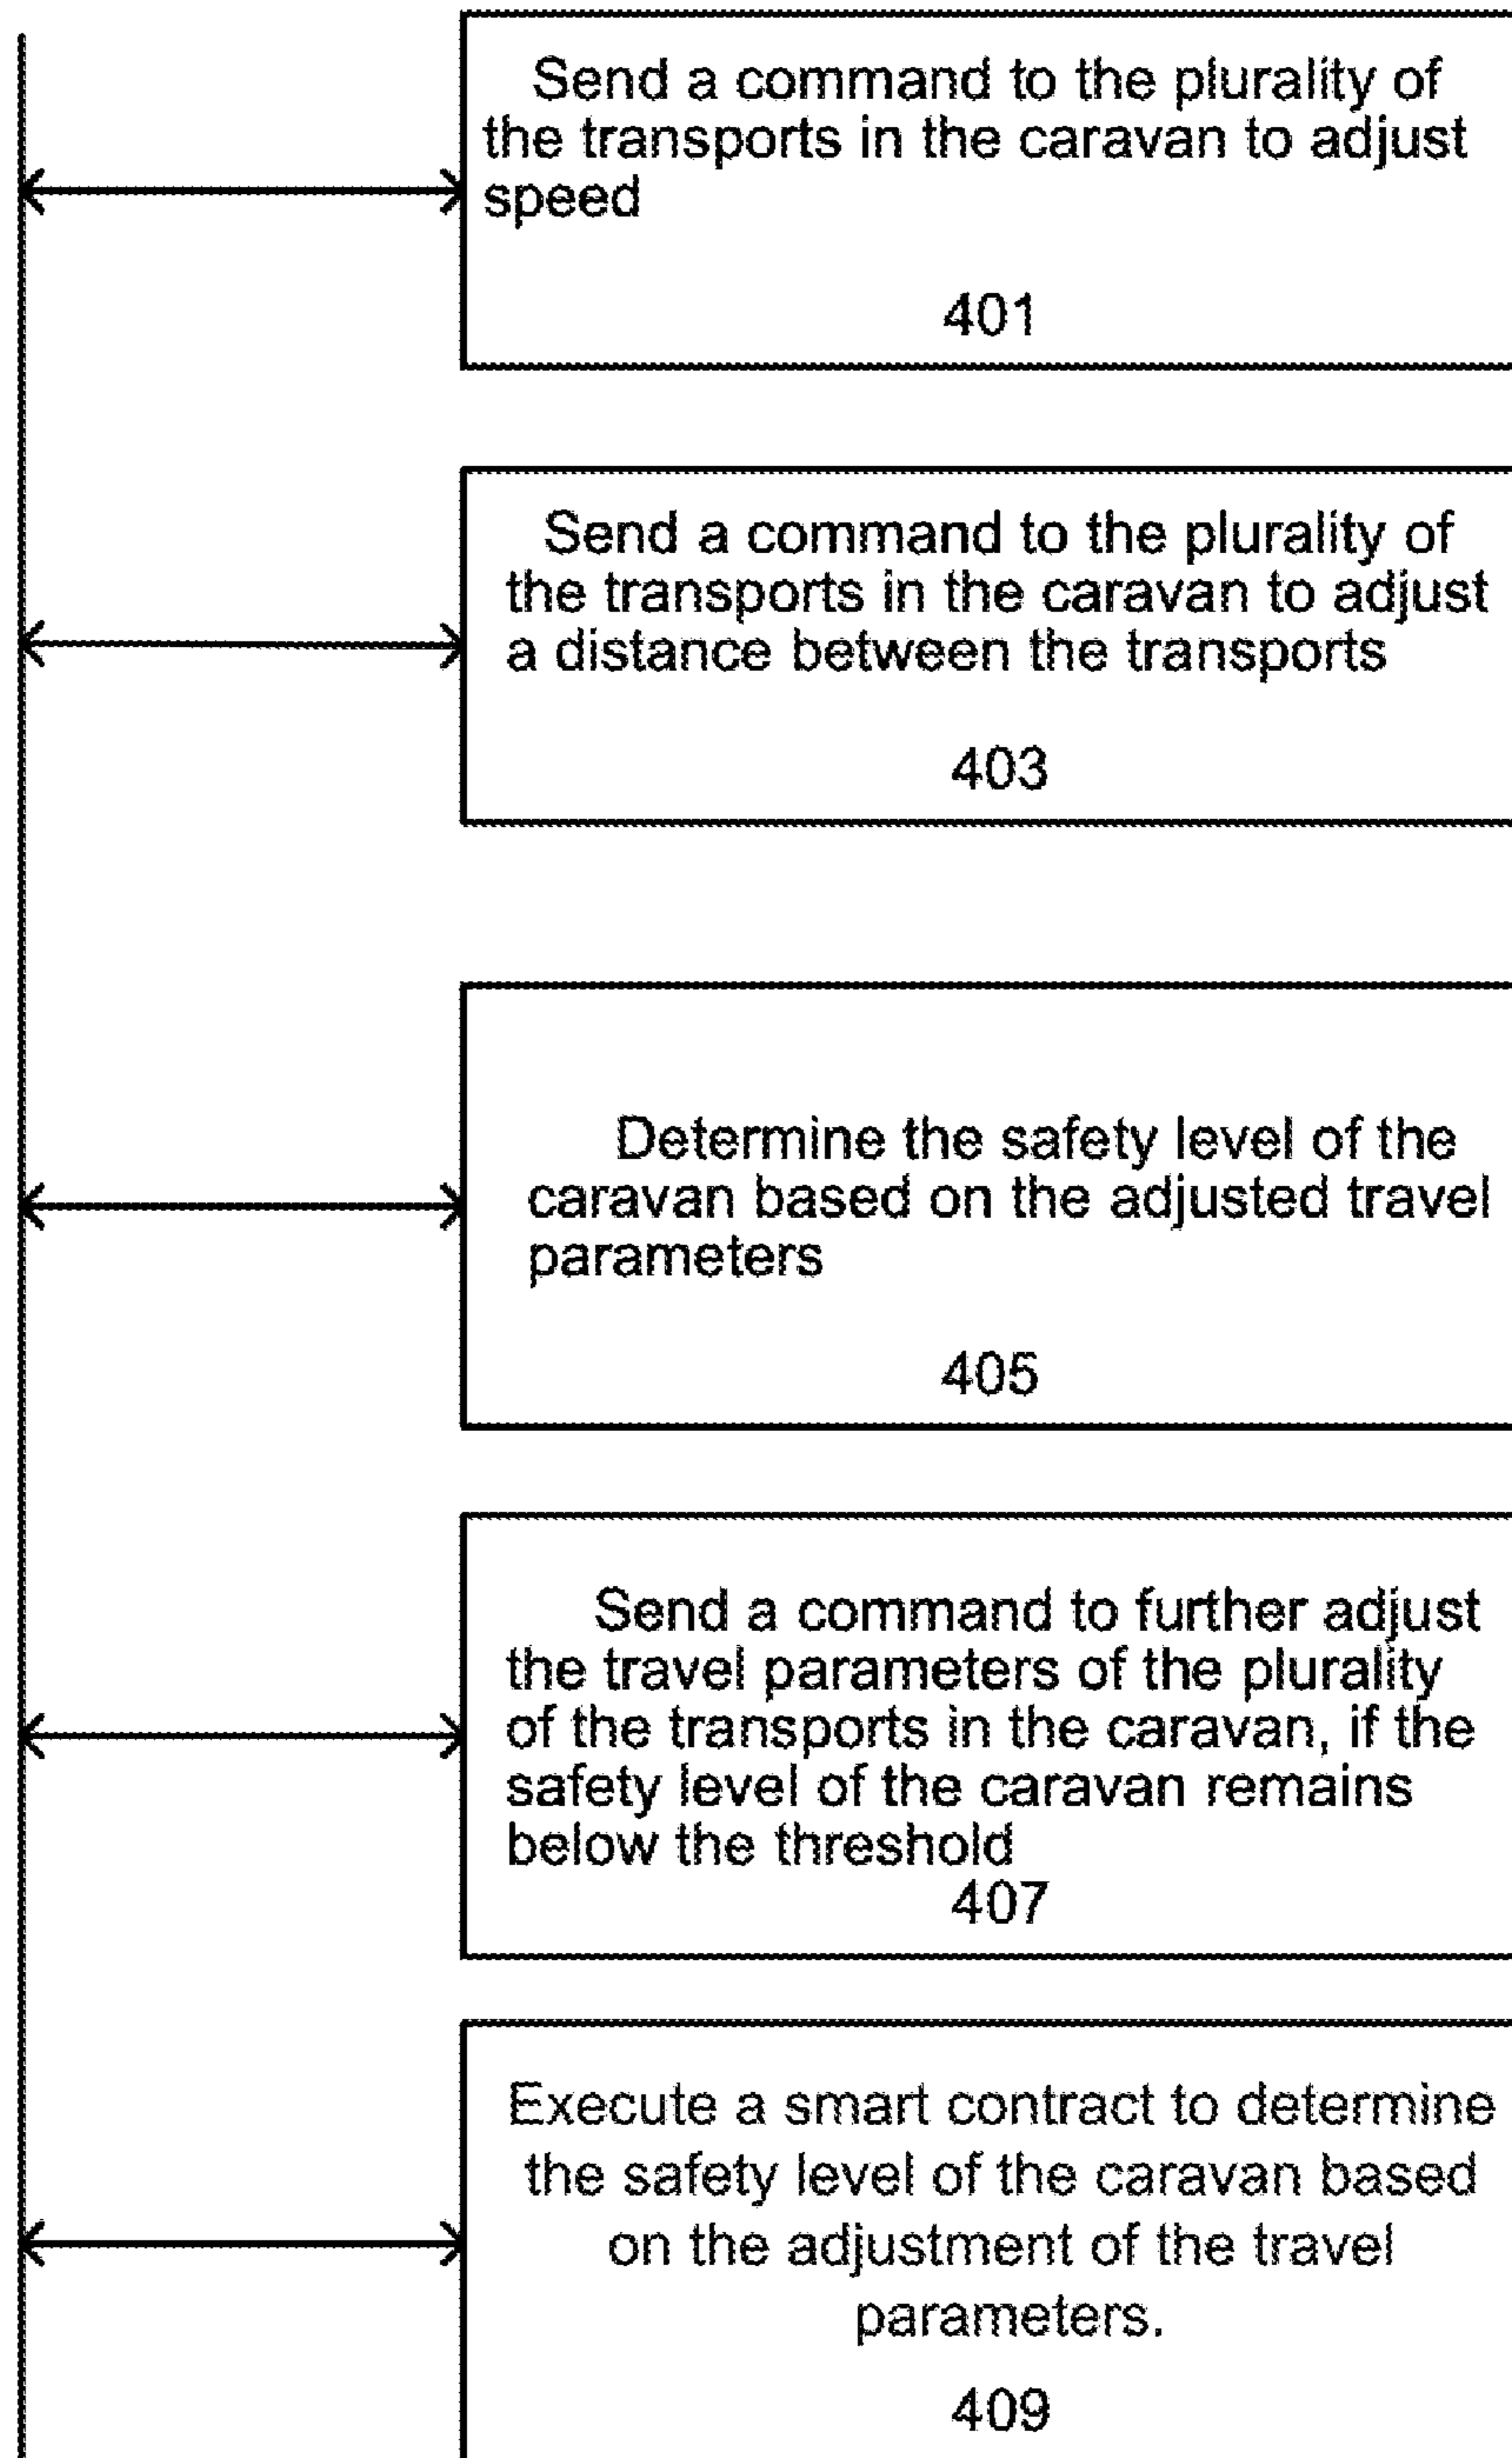 Send a command to the plurality of
the transports in the caravan to adjust
speed
401
Send a command to the plurality of
the transports in the caravan to adjust
a distance between the transports
403
Determine the safety level of the
caravan based on the adjusted travel
parameters
405
Send a command to further adjust
the travel parameters of the plurality
of the transports in the caravan, if the
safety level of the caravan remains
below the threshold
407
Execute a smart contract to determine
the safety level of the caravan based
on the adjustment of the travel
parameters.
409